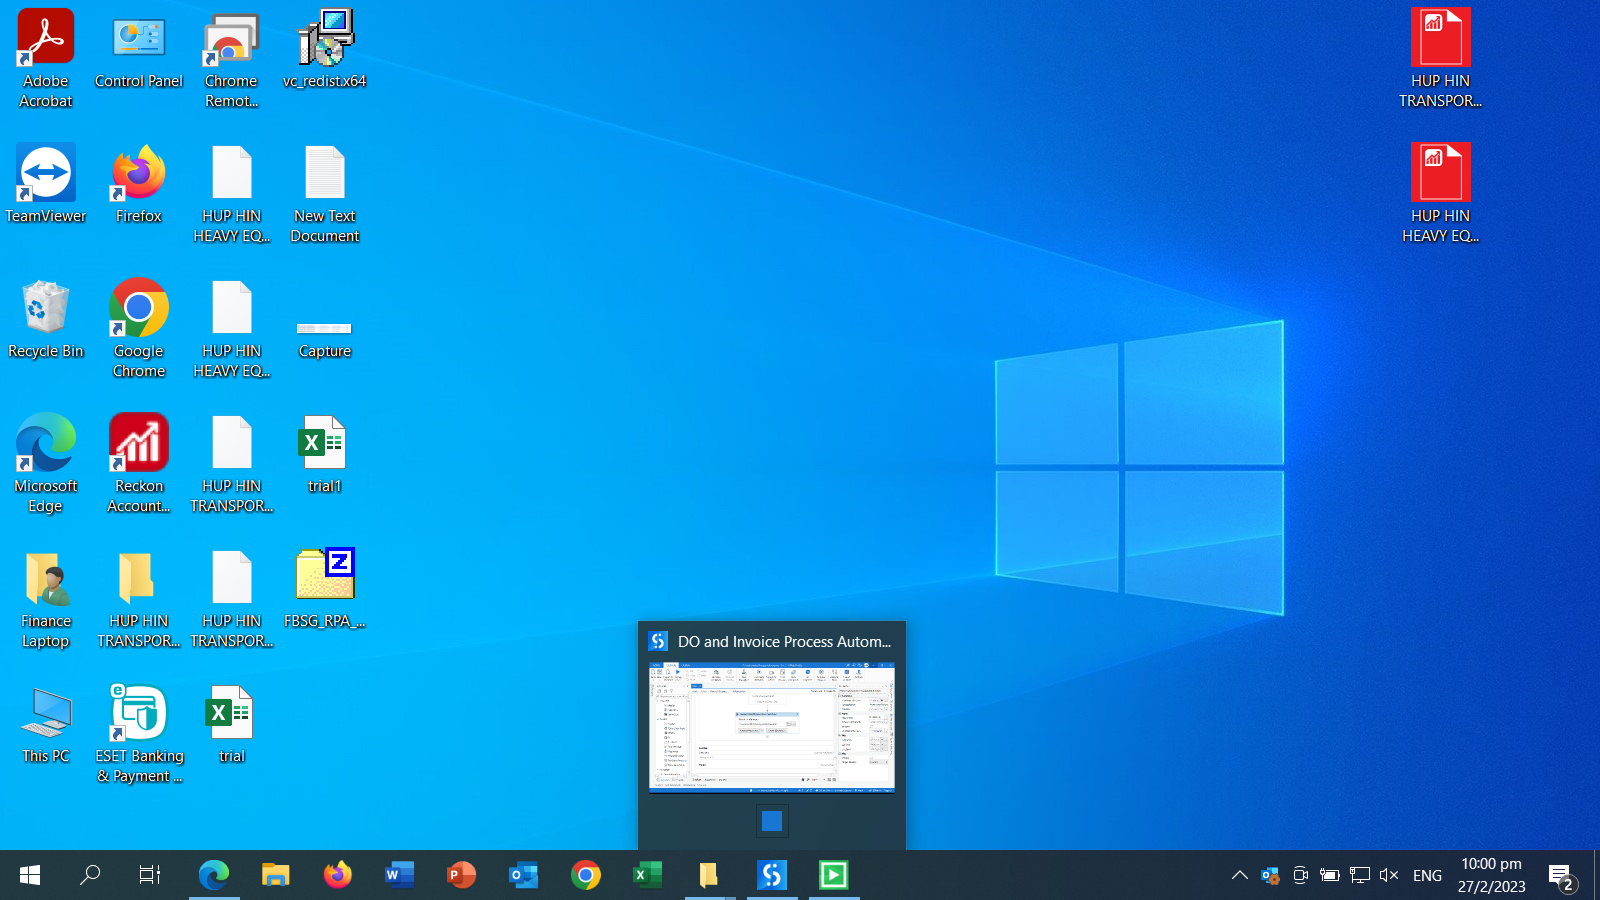 Adobe
Acrobat
Control Panel
Chrome
Remot...
vc_redist.x64
HUP HIN
TRANSPOR...
TeamViewer
Firefox
HUP HIN
HEAVY EQ...
New Text
Document
HUP HIN
HEAVY EQ...
Recycle Bin
Google
Chrome
HUP HIN
HEAVY EQ...
Capture
Microsoft
Edge
Reckon
Account...
HUP HIN
TRANSPOR...
trial1
Finance
Laptop
HUP HIN
TRANSPOR...
HUP HIN
TRANSPOR...
FBSG_RPA_...
DO and Invoice Process Autom...
This PC
ESET Banking
& Payment ...
trial
ENG
10:00 pm
27/2/2023
2